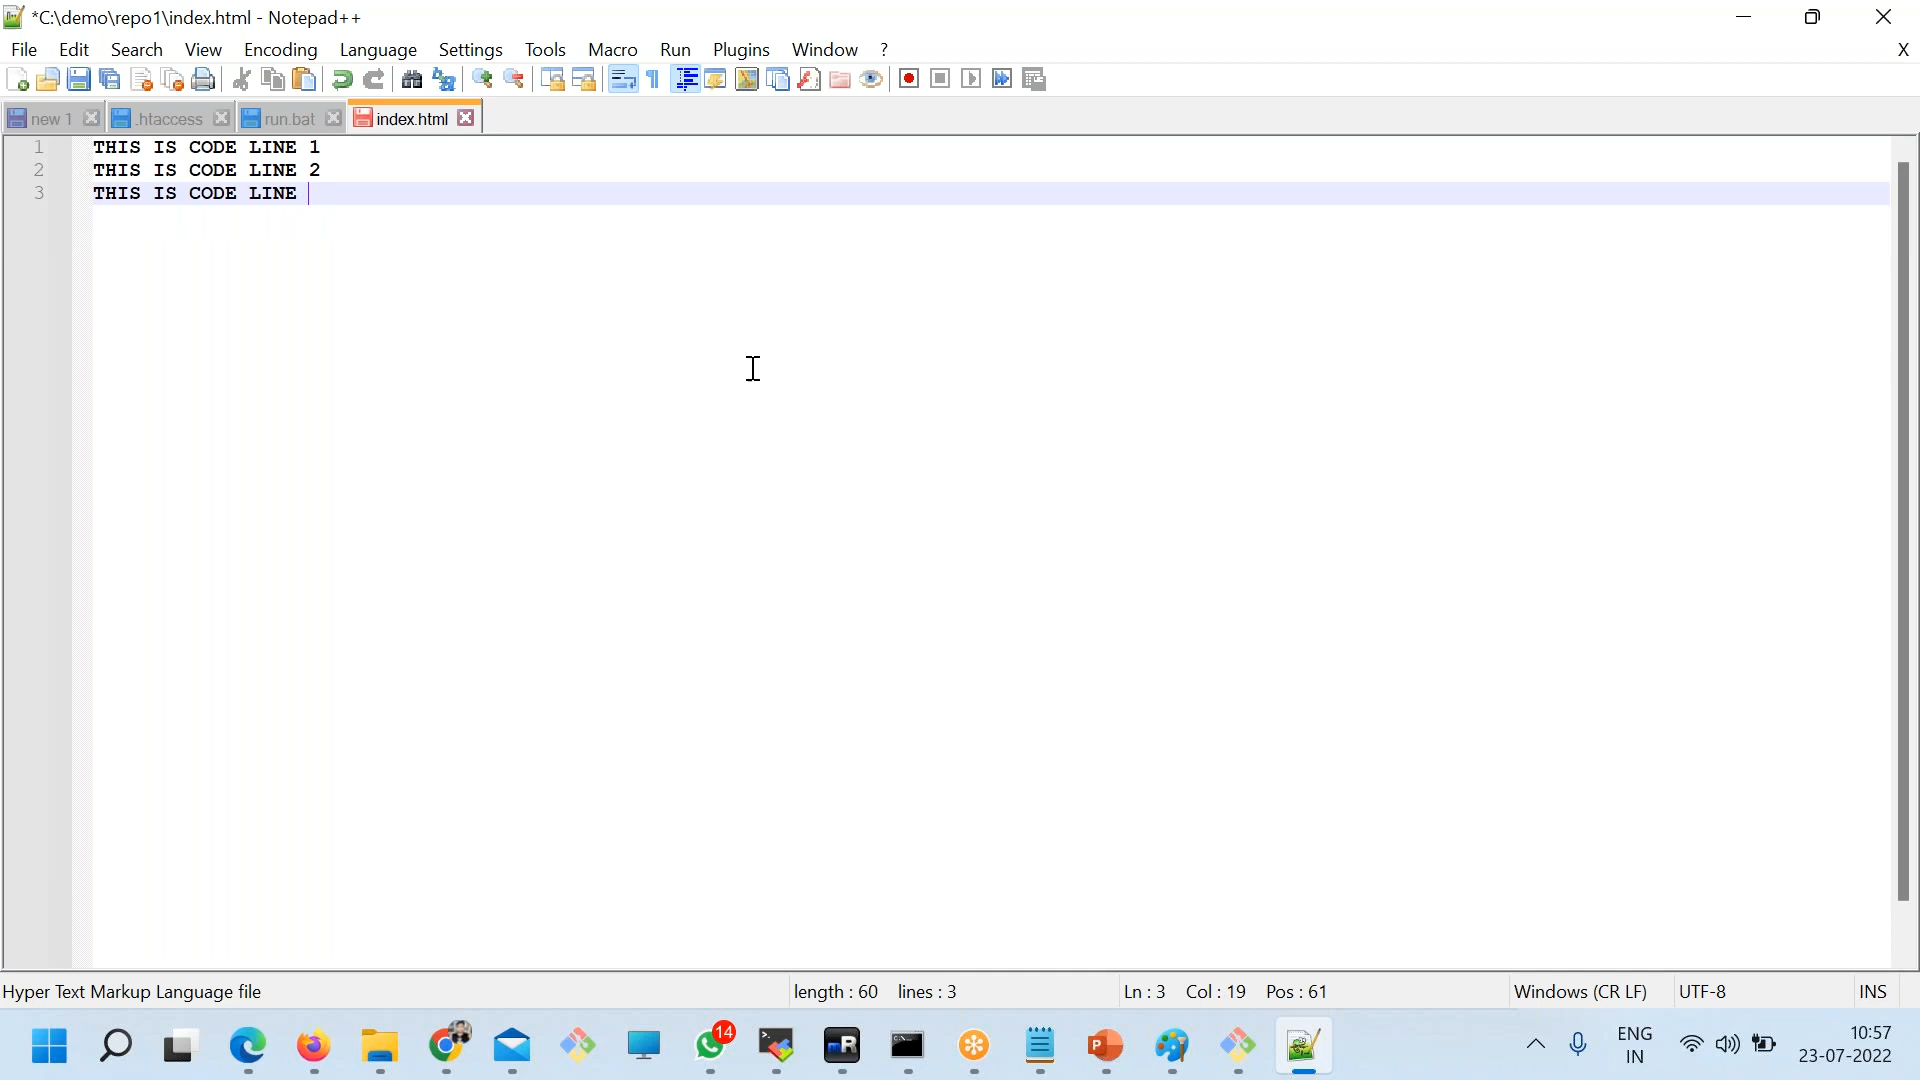 *C:\demo\repo1\index.html - Notepad++
File Edit Search View Encoding Language Settings Tools Macro Run Plugins Window ? X
new 1 .htaccess run.bat index.html
1 THIS IS CODE LINE 1
2 THIS IS CODE LINE 2
3 THIS IS CODE LINE
Hyper Text Markup Language file length : 60 lines : 3 Ln : 3 Col : 19 Pos : 61 Windows (CR LF) UTF-8 INS
14
ENG 10:57
IN 23-07-2022